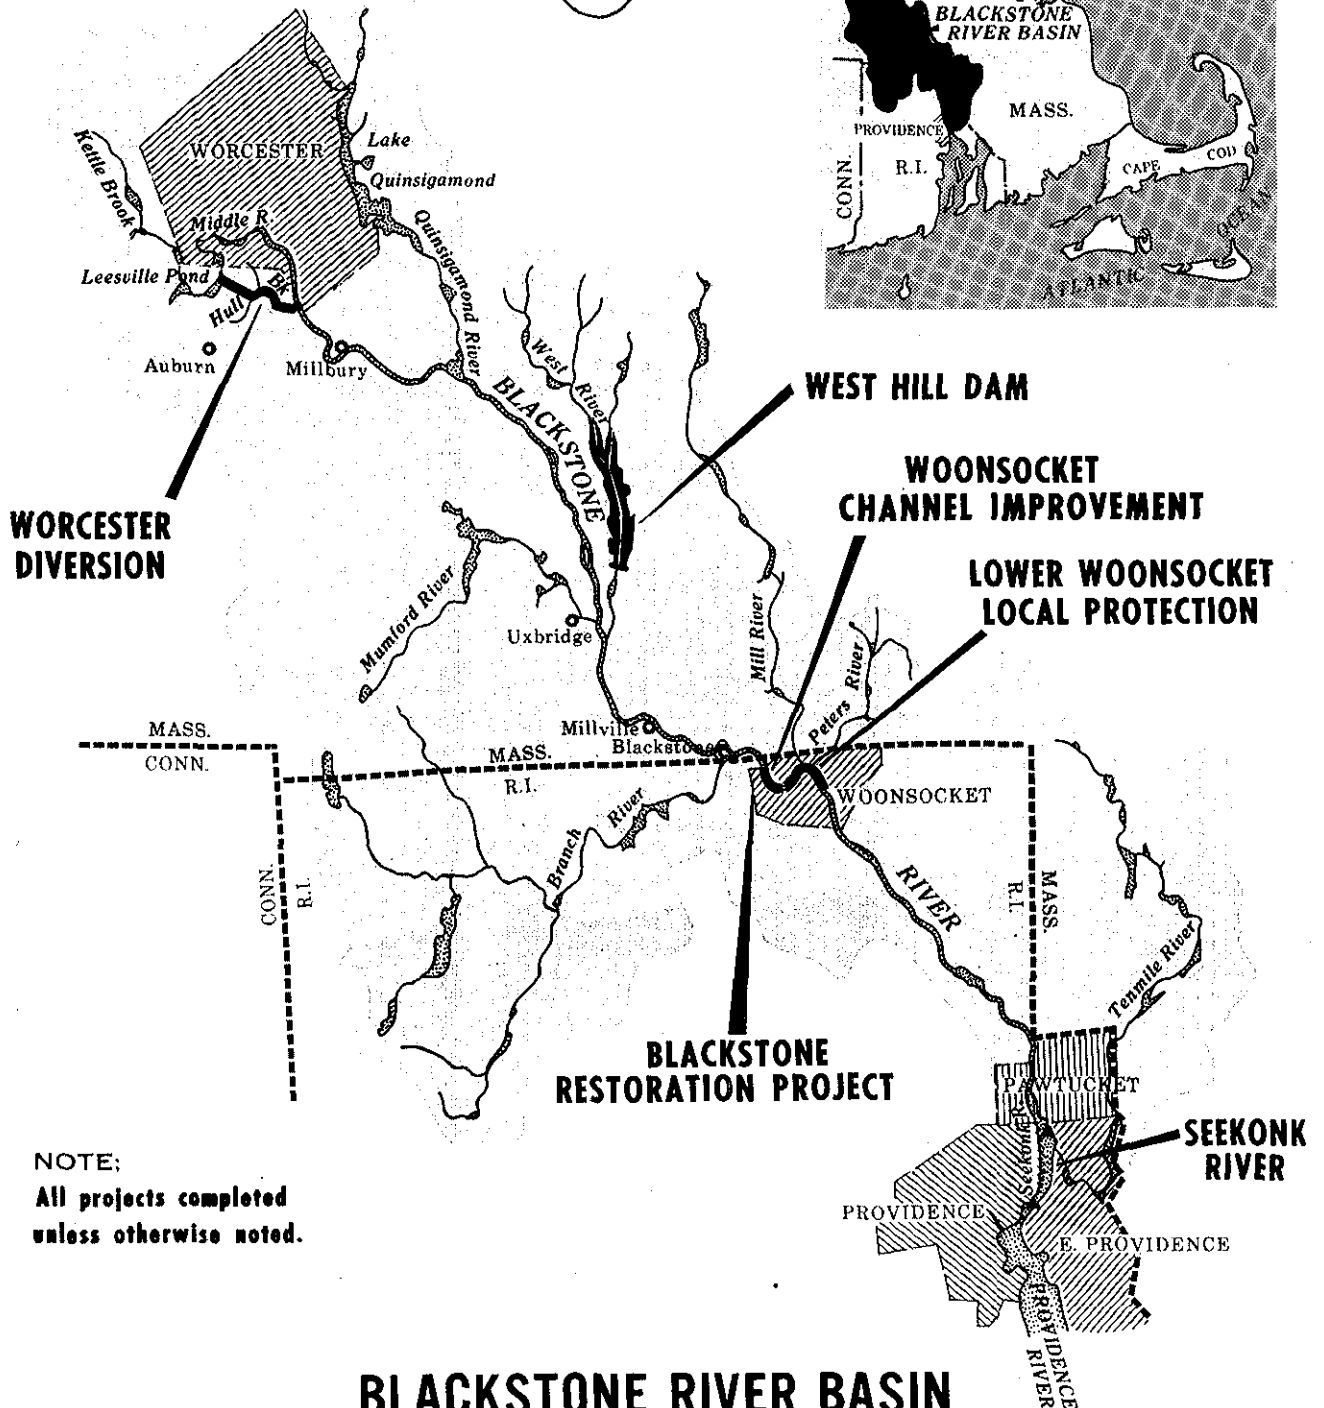 BLACKSTONE
RIVER BASIN
MASS.
PROVIDENCE
R.I.
CONN
CAPE
COD
ATLANTIC
OCEAN
WORCESTER
Lake
Quinsigamond
Kettle Brook
Middle R.
Quinsigamond River
Leesville Pond
Hull
Bk
Auburn
Millbury
West River
BLACKSTONE
WEST HILL DAM
WOONSOCKET
CHANNEL IMPROVEMENT
WORCESTER
DIVERSION
LOWER WOONSOCKET
LOCAL PROTECTION
Mumford River
Uxbridge
Mill River
Peters River
Millville
Blackstone
MASS.
CONN.
MASS.
R.I.
WOONSOCKET
Branch River
CONN.
R.I.
RIVER
R.I.
MASS.
Tenmile River
BLACKSTONE
RESTORATION PROJECT
PAWTUCKET
Seekonk R.
SEEKONK
RIVER
NOTE:
All projects completed
unless otherwise noted.
PROVIDENCE
E. PROVIDENCE
PROVIDENCE
RIVER
BLACKSTONE RIVER BASIN